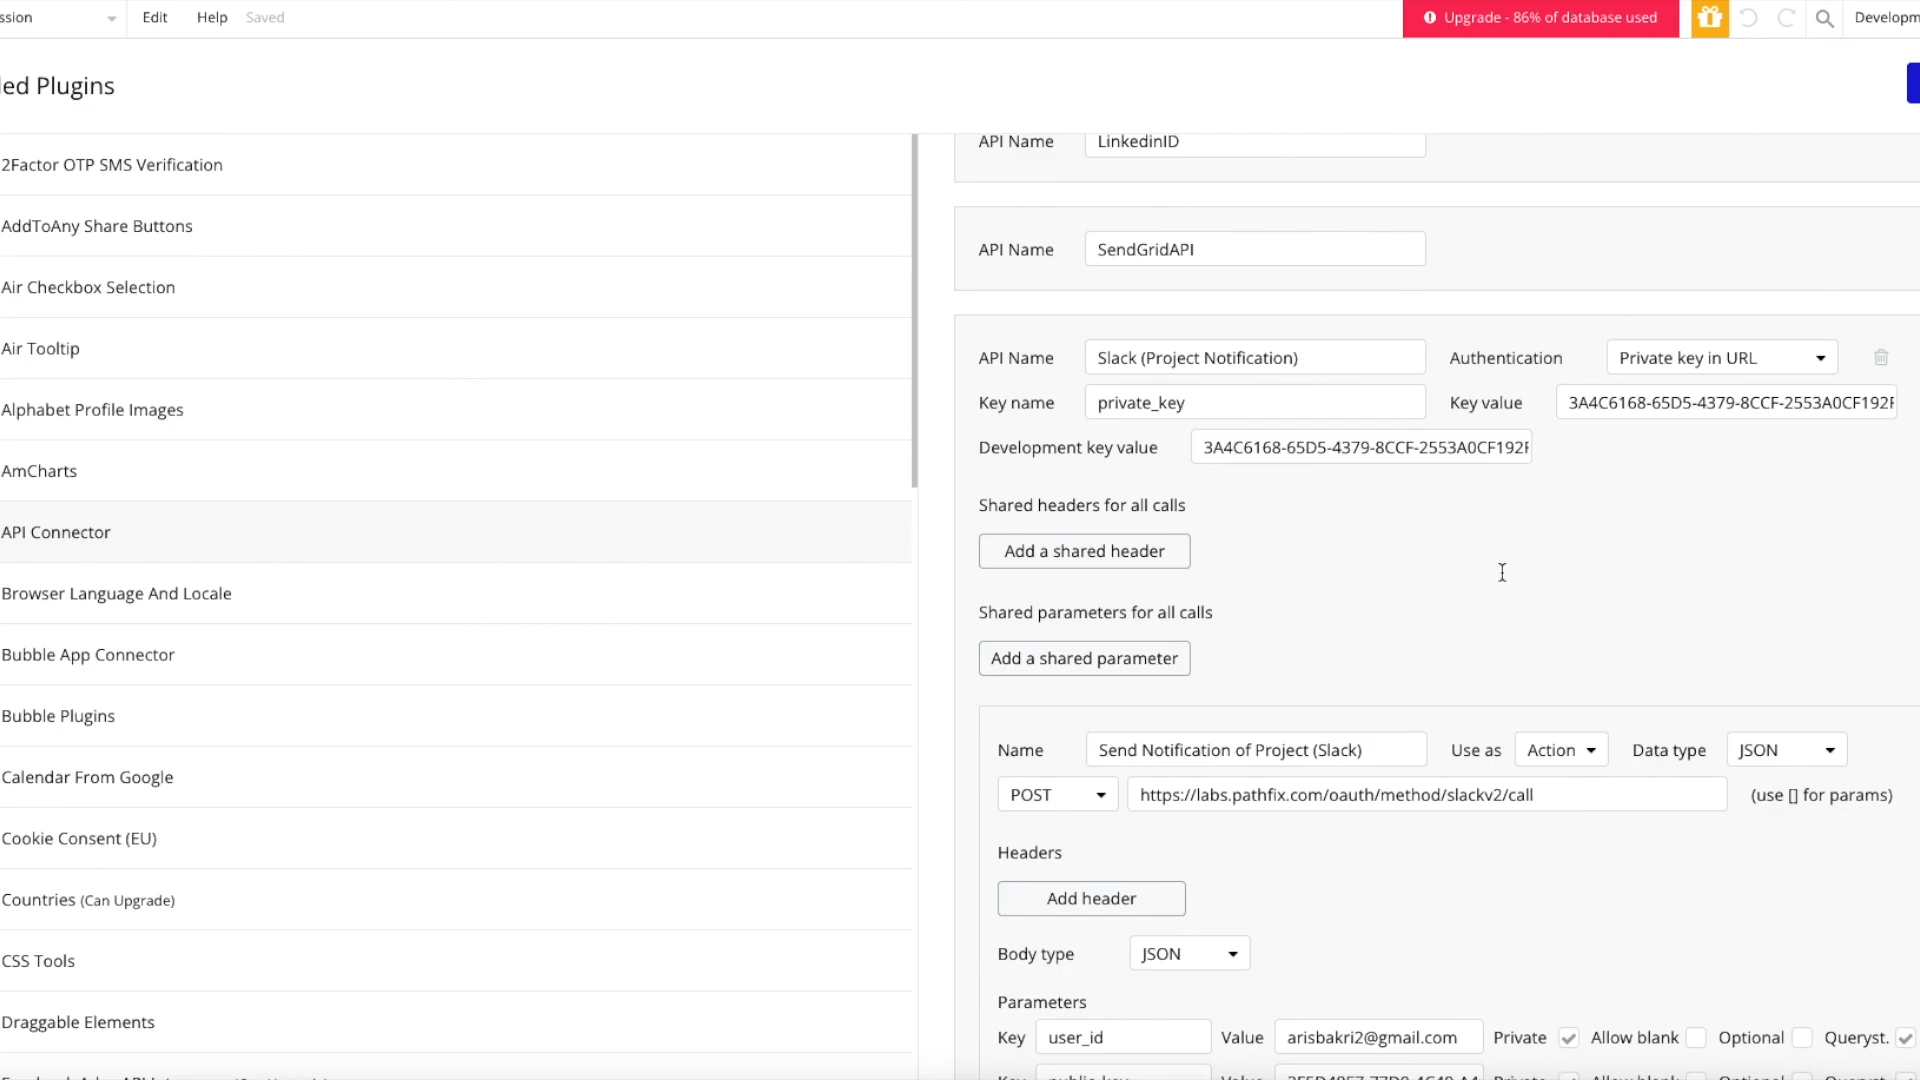 ssion Edit Help Saved Upgrade - 86% of database used Developm
led Plugins
2Factor OTP SMS Verification
AddToAny Share Buttons
Air Checkbox Selection
Air Tooltip
Alphabet Profile Images
AmCharts
API Connector
Browser Language And Locale
Bubble App Connector
Bubble Plugins
Calendar From Google
Cookie Consent (EU)
Countries (Can Upgrade)
CSS Tools
Draggable Elements
API Name LinkedinID
API Name SendGridAPI
API Name Slack (Project Notification) Authentication Private key in URL
Key name private_key Key value 3A4C6168-65D5-4379-8CCF-2553A0CF192F
Development key value 3A4C6168-65D5-4379-8CCF-2553A0CF192F
Shared headers for all calls
Add a shared header
Shared parameters for all calls
Add a shared parameter
Name Send Notification of Project (Slack) Use as Action Data type JSON
POST https://labs.pathfix.com/oauth/method/slackv2/call (use [] for params)
Headers
Add header
Body type JSON
Parameters
Key user_id Value arisbakri2@gmail.com Private Allow blank Optional Queryst.